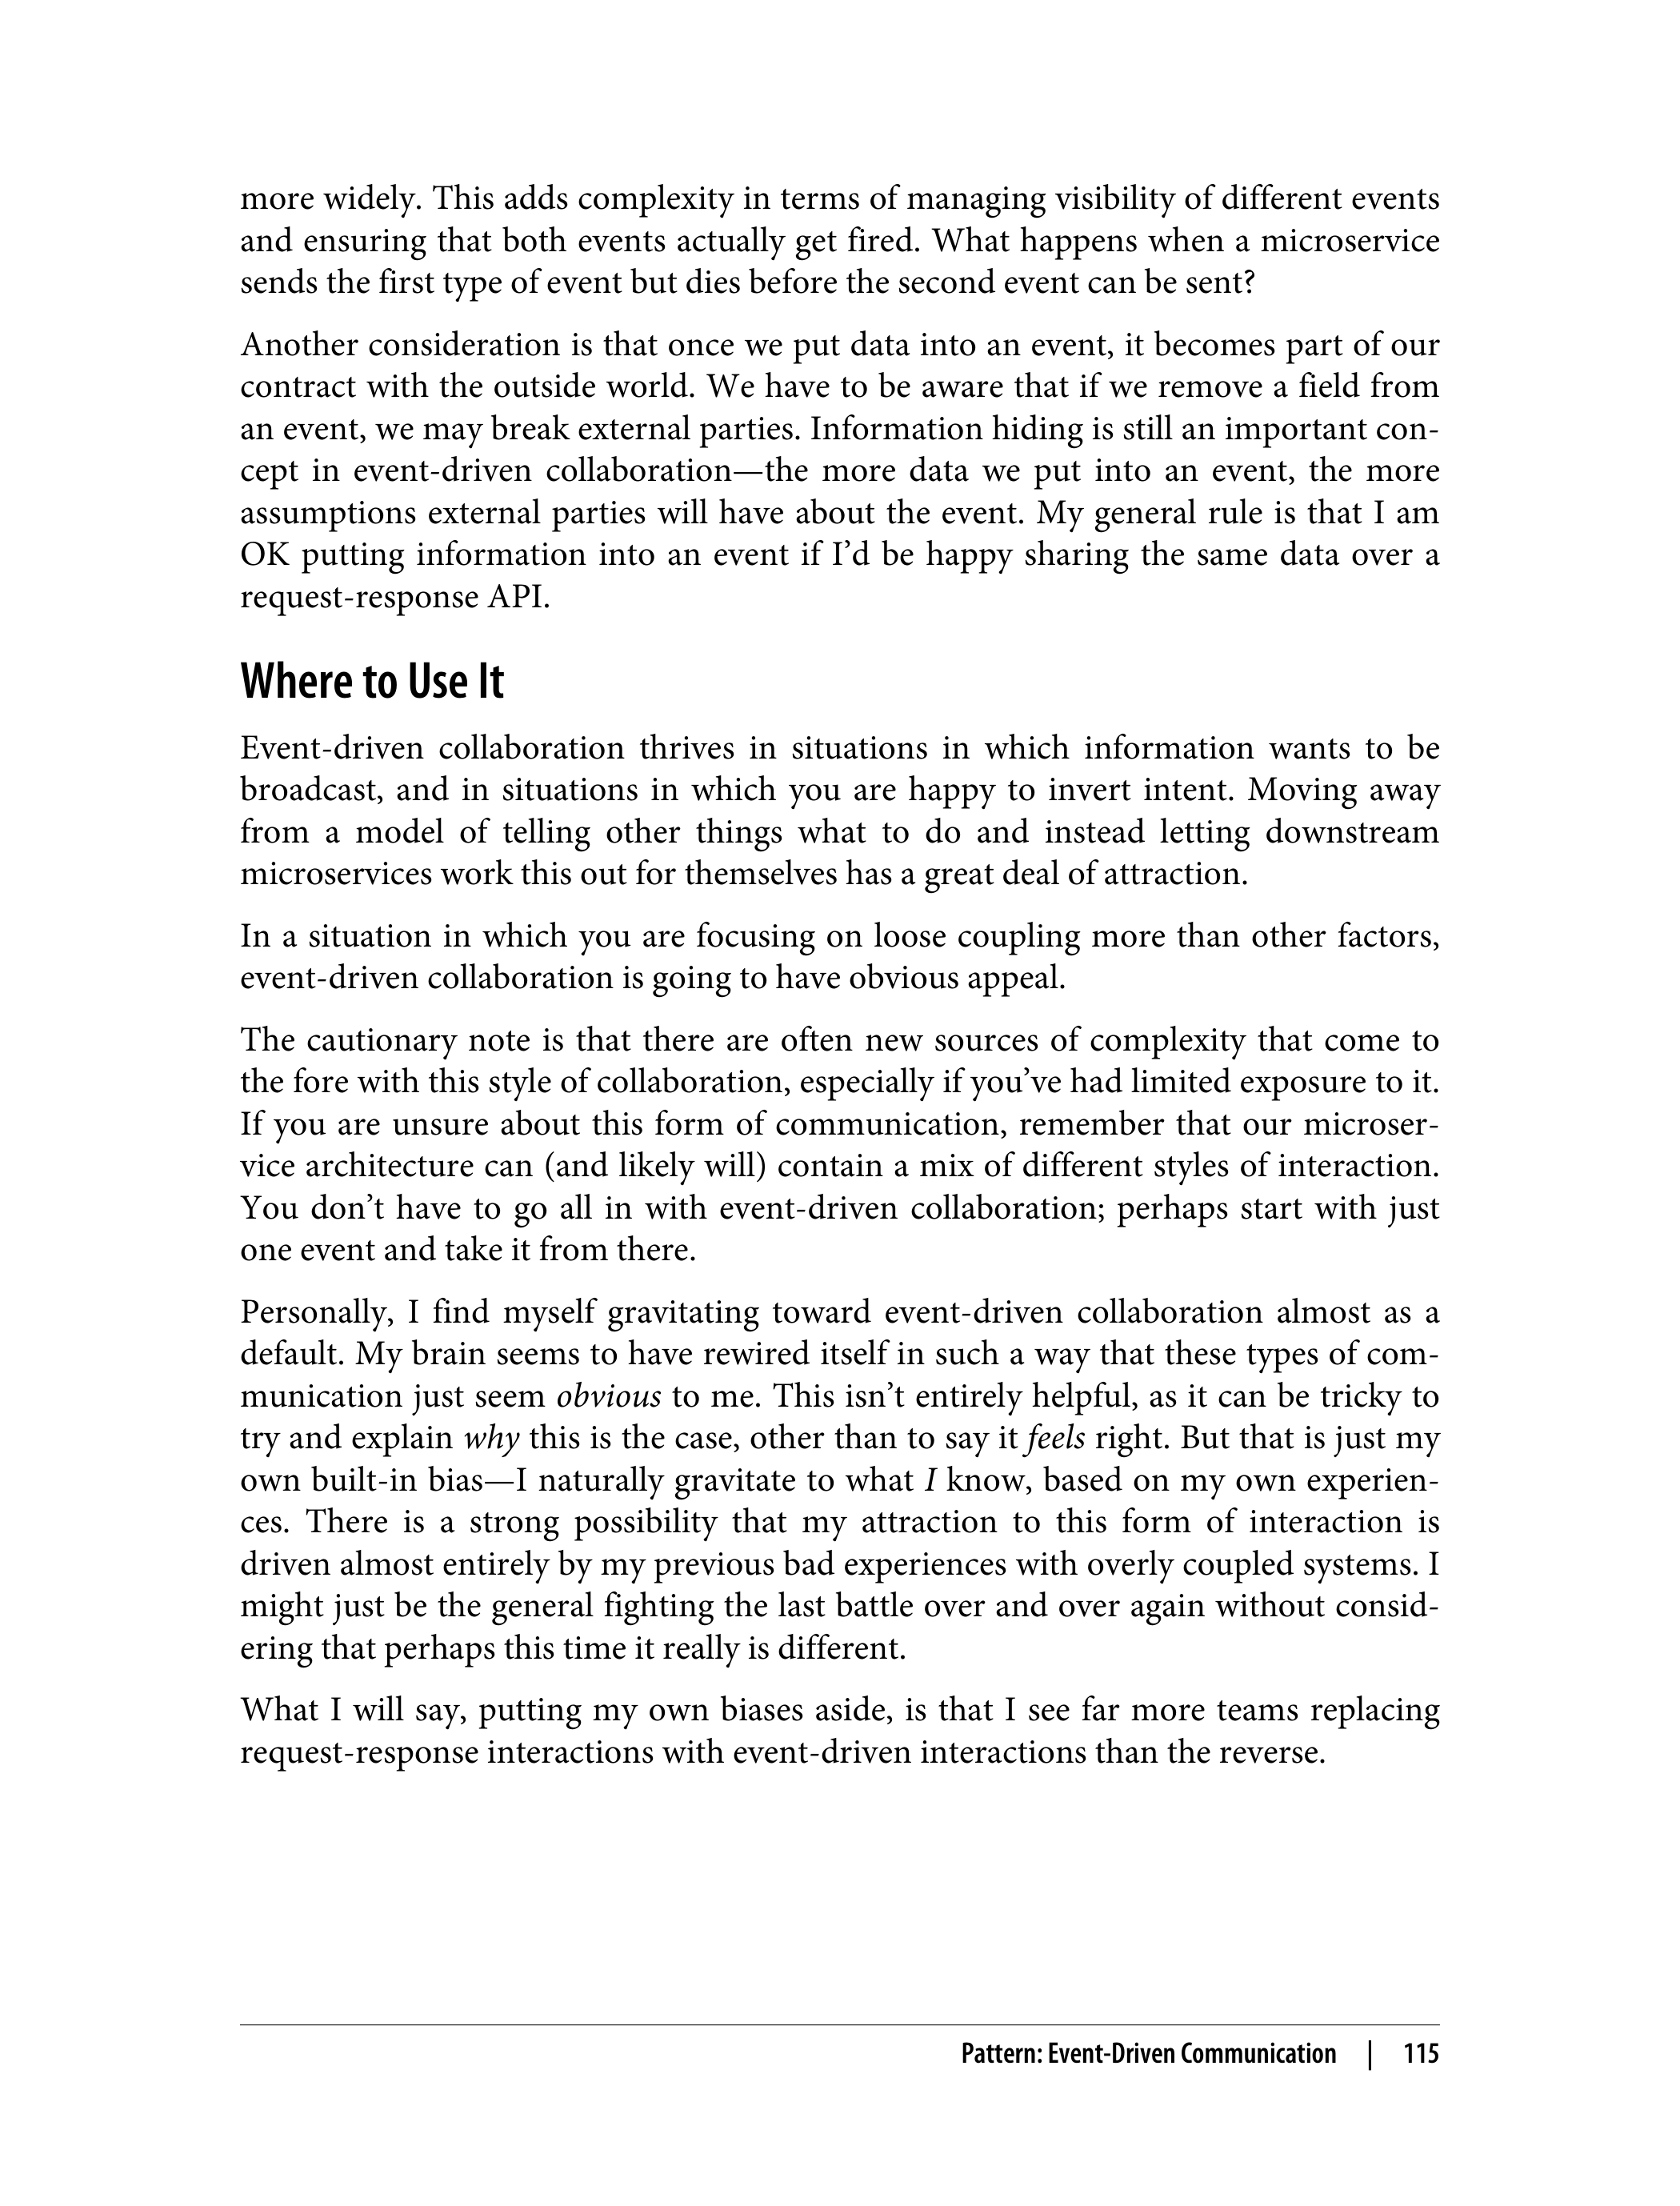 more widely. This adds complexity in terms of managing visibility of different events
and ensuring that both events actually get fired. What happens when a microservice
sends the first type of event but dies before the second event can be sent?
Another consideration is that once we put data into an event, it becomes part of our
contract with the outside world. We have to be aware that if we remove a field from
an event, we may break external parties. Information hiding is still an important con-
cept in event-driven collaboration—the more data we put into an event, the more
assumptions external parties will have about the event. My general rule is that I am
OK putting information into an event if I’d be happy sharing the same data over a
request-response API.
Where to Use It
Event-driven collaboration thrives in situations in which information wants to be
broadcast, and in situations in which you are happy to invert intent. Moving away
from a model of telling other things what to do and instead letting downstream
microservices work this out for themselves has a great deal of attraction.
In a situation in which you are focusing on loose coupling more than other factors,
event-driven collaboration is going to have obvious appeal.
The cautionary note is that there are often new sources of complexity that come to
the fore with this style of collaboration, especially if you’ve had limited exposure to it.
If you are unsure about this form of communication, remember that our microser-
vice architecture can (and likely will) contain a mix of different styles of interaction.
You don’t have to go all in with event-driven collaboration; perhaps start with just
one event and take it from there.
Personally, I find myself gravitating toward event-driven collaboration almost as a
default. My brain seems to have rewired itself in such a way that these types of com-
munication just seem obvious to me. This isn’t entirely helpful, as it can be tricky to
try and explain why this is the case, other than to say it feels right. But that is just my
own built-in bias—I naturally gravitate to what I know, based on my own experien-
ces. There is a strong possibility that my attraction to this form of interaction is
driven almost entirely by my previous bad experiences with overly coupled systems. I
might just be the general fighting the last battle over and over again without consid-
ering that perhaps this time it really is different.
What I will say, putting my own biases aside, is that I see far more teams replacing
request-response interactions with event-driven interactions than the reverse.
Pattern: Event-Driven Communication | 115